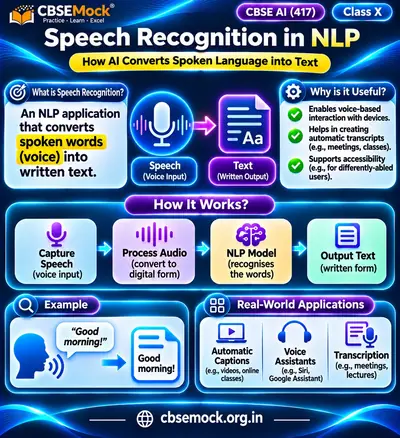 CBSEMock®
Practice - Learn - Excel
CBSE AI (417)
Class X
Speech Recognition in NLP
How AI Converts Spoken Language into Text
What is Speech Recognition?
An NLP application
that converts
spoken words
(voice) into
written text.
Speech
(Voice Input)
Aa
Text
(Written Output)
Why is it Useful?
Enables voice-based
interaction with devices.
Helps in creating
automatic transcripts
(e.g., meetings, classes).
Supports accessibility
(e.g., for differently-abled
users).
How It Works?
Capture
Speech
(voice input)
Process Audio
(convert to
digital form)
NLP Model
(recognises
the words)
Output Text
(written form)
Example
“Good
morning!”
Good
morning!
Real-World Applications
Automatic
Captions
(e.g., videos, online
classes)
Voice
Assistants
(e.g., Siri,
Google Assistant)
Transcription
(e.g., meetings,
lectures)
cbsemock.org.in